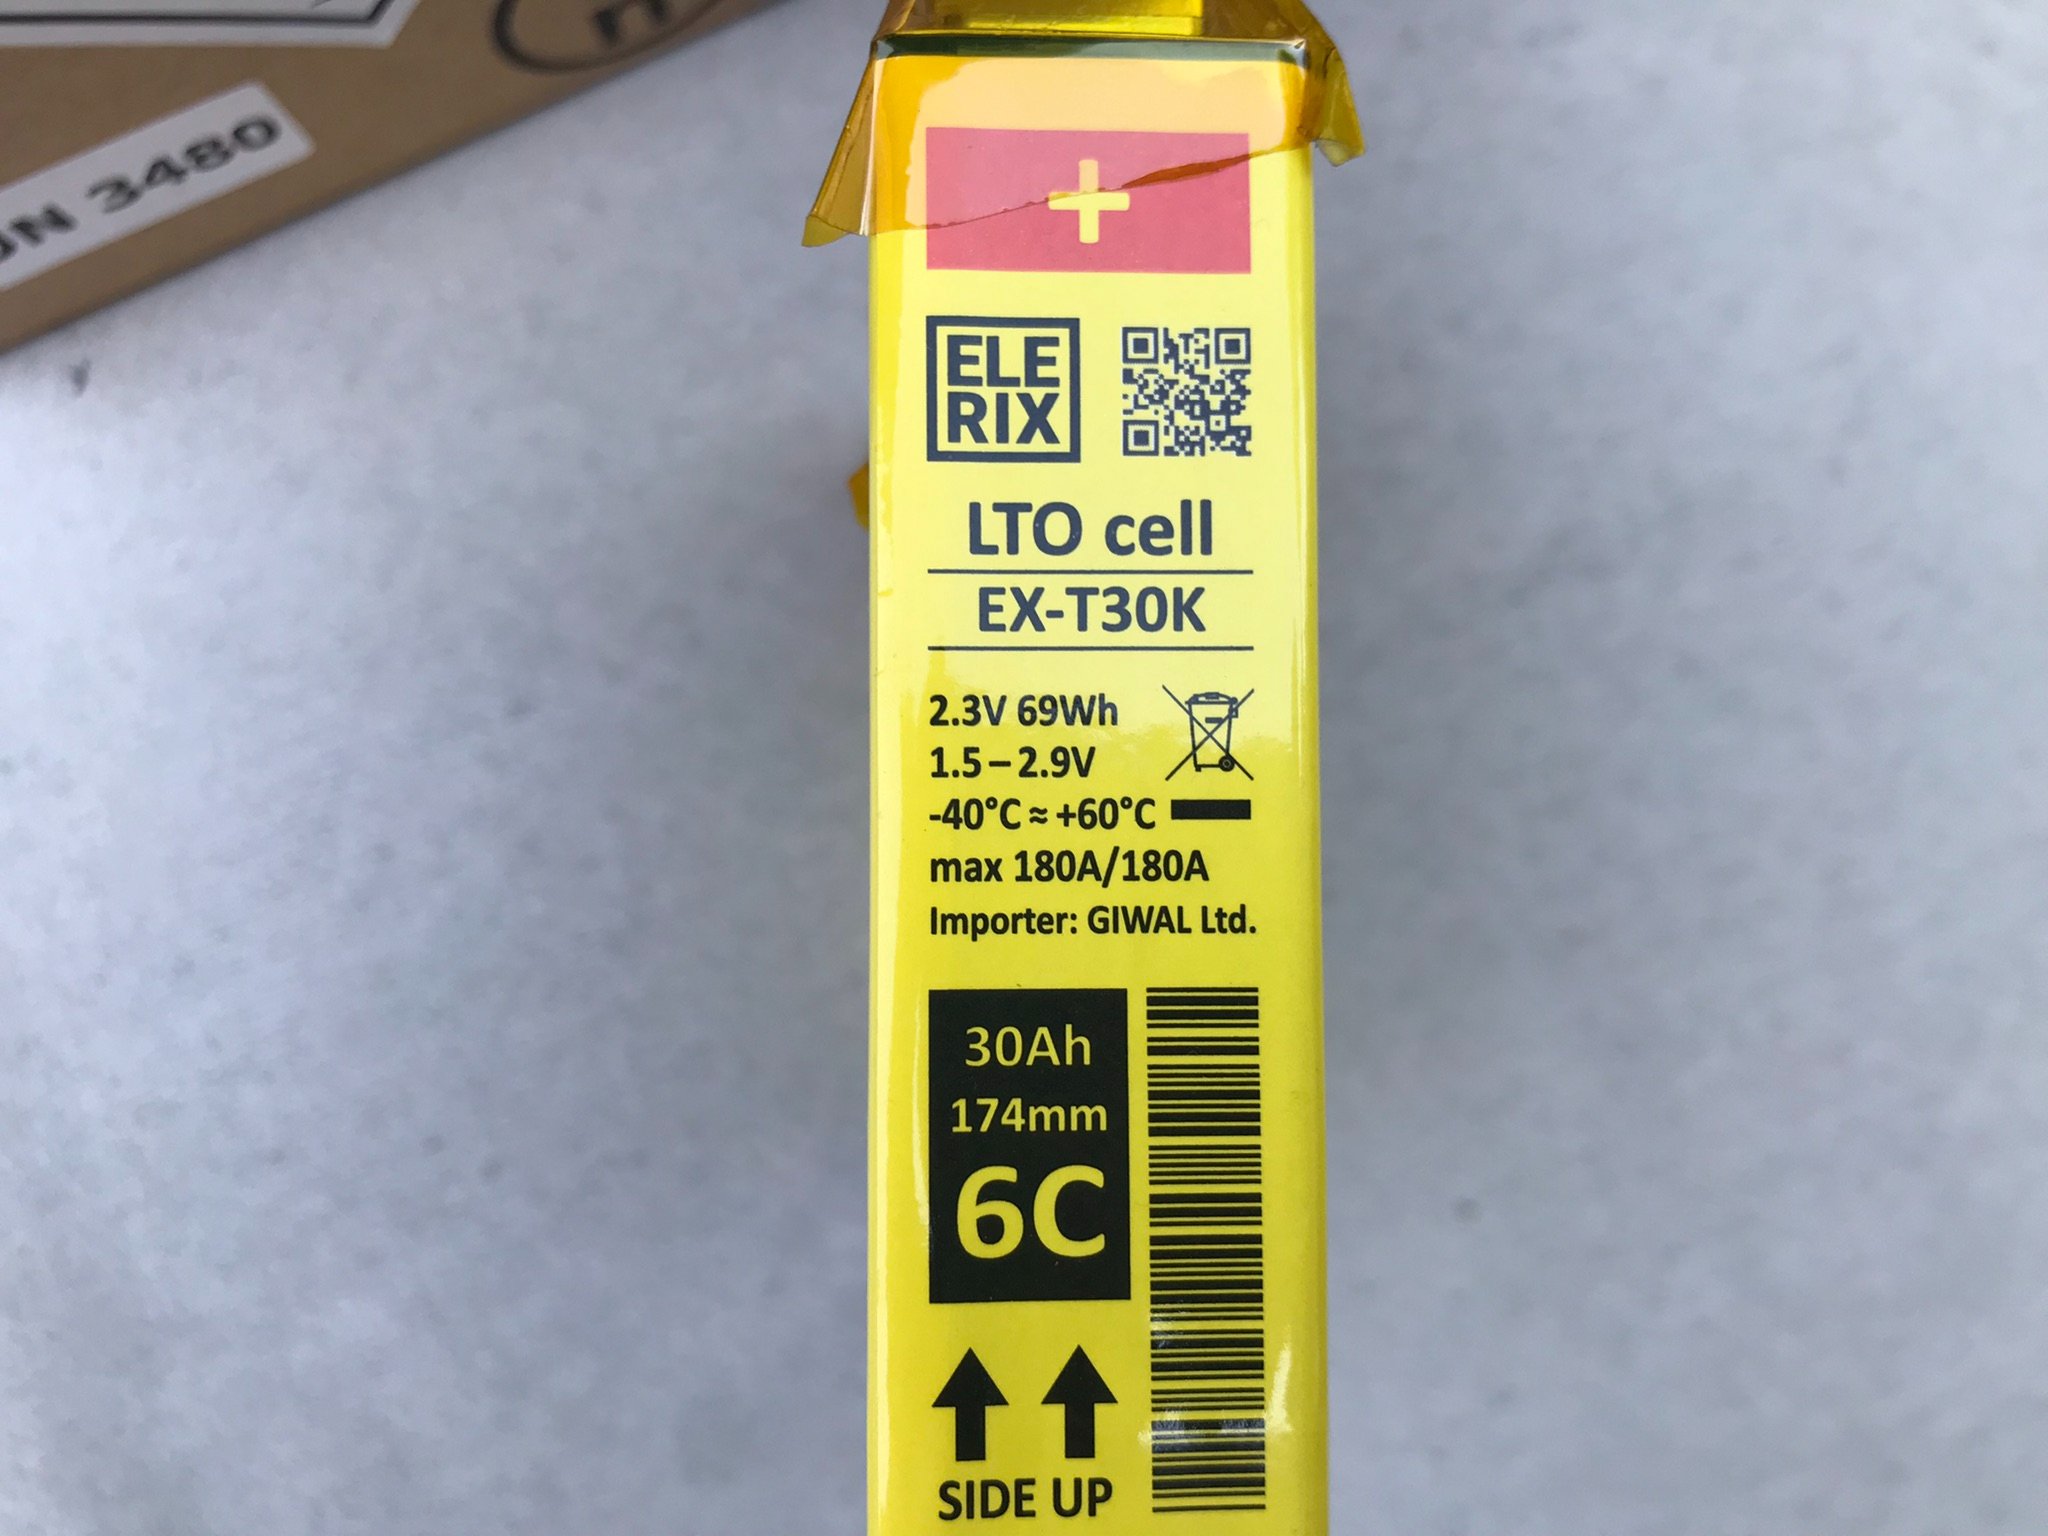 UN 3480
+
ELE
RIX
LTO cell
EX-T30K
2.3V 69Wh
1.5 – 2.9V
-40°C ≈ +60°C
max 180A/180A
Importer: GIWAL Ltd.
30Ah
174mm
6C
SIDE UP